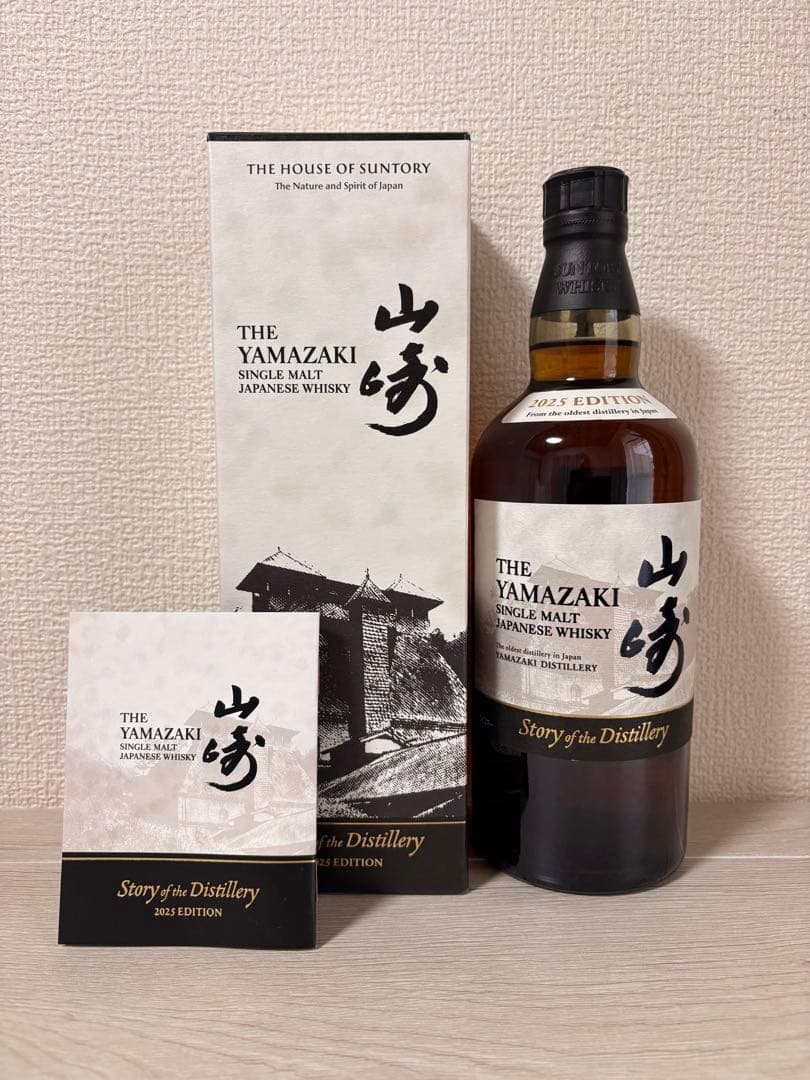 THE HOUSE OF SUNTORY
The Nature and Spirit of Japan
THE
YAMAZAKI
SINGLE MALT
JAPANESE WHISKY
山崎
of the Distillery
2025 EDITION
SUNTORY
WHISKY
2025 EDITION
From the oldest distillery in Japan
THE
YAMAZAKI
SINGLE MALT
JAPANESE WHISKY
山崎
The oldest distillery in Japan
YAMAZAKI DISTILLERY
Story of the Distillery
THE
YAMAZAKI
SINGLE MALT
JAPANESE WHISKY
山崎
Story of the Distillery
2025 EDITION